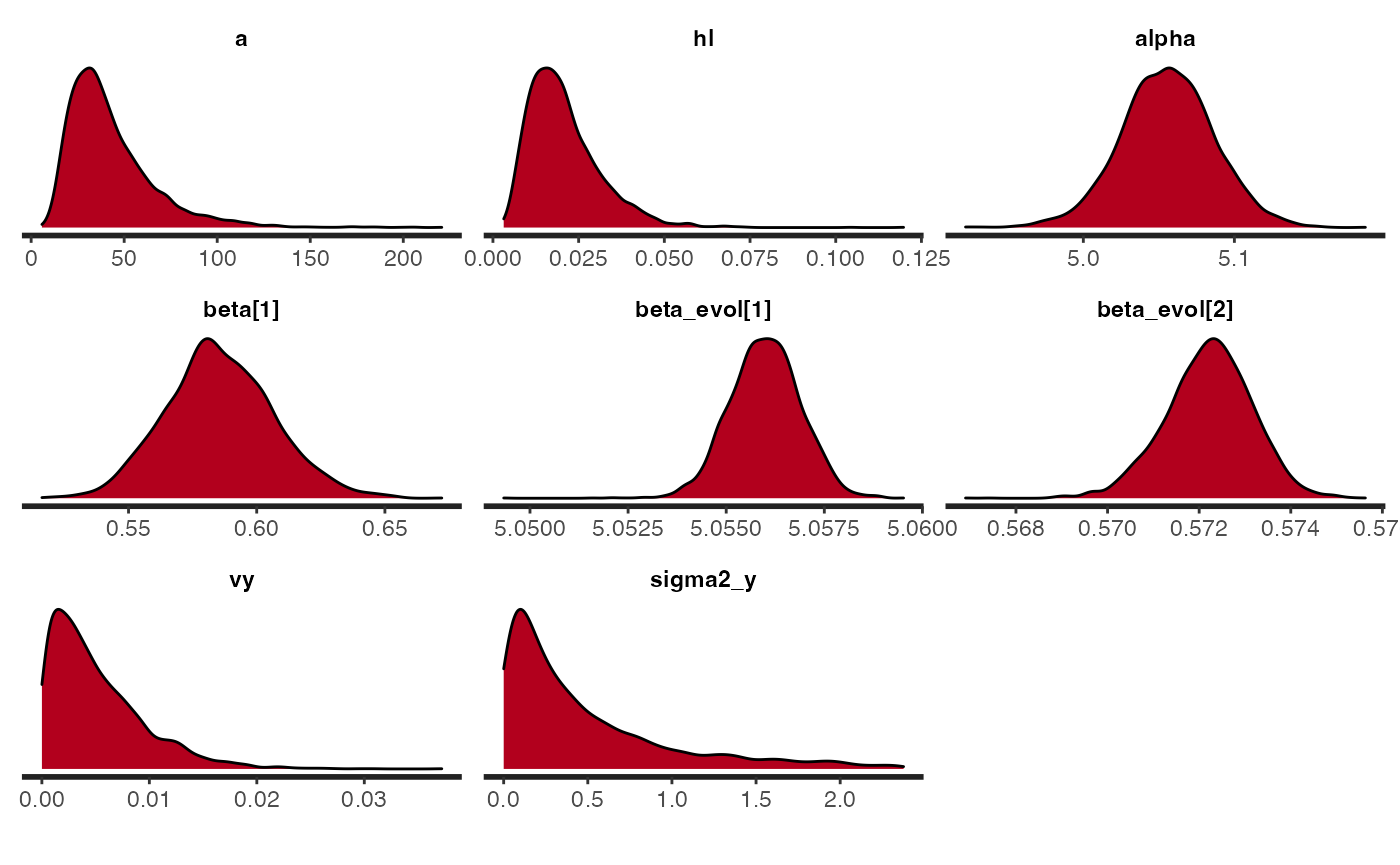 a hl alpha
0 50 100 150 200 0.000 0.025 0.050 0.075 0.100 0.125 5.0 5.1
beta[1] beta_evol[1] beta_evol[2]
0.55 0.60 0.65 5.0500 5.0525 5.0550 5.0575 5.0600 0.568 0.570 0.572 0.574 0.57
vy sigma2_y
0.00 0.01 0.02 0.03 0.0 0.5 1.0 1.5 2.0